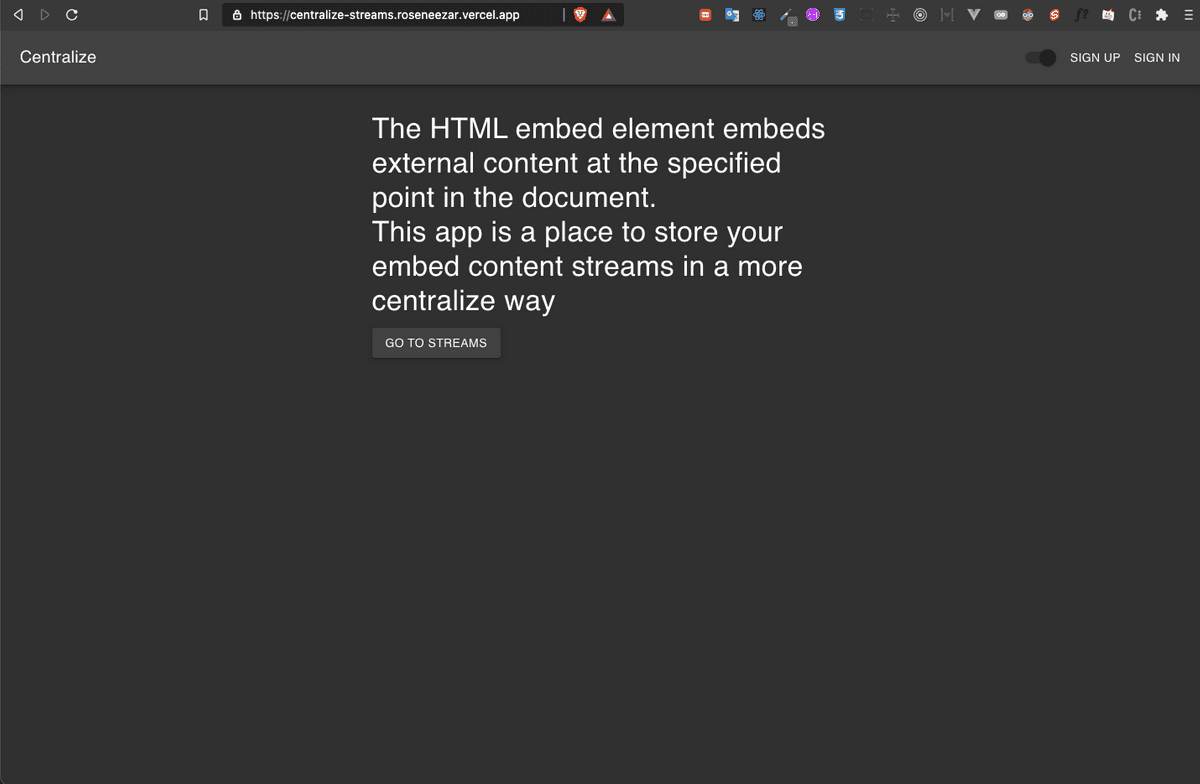 https://centralize-streams.roseneezar.vercel.app
Centralize
SIGN UP SIGN IN
The HTML embed element embeds
external content at the specified
point in the document.
This app is a place to store your
embed content streams in a more
centralize way
GO TO STREAMS